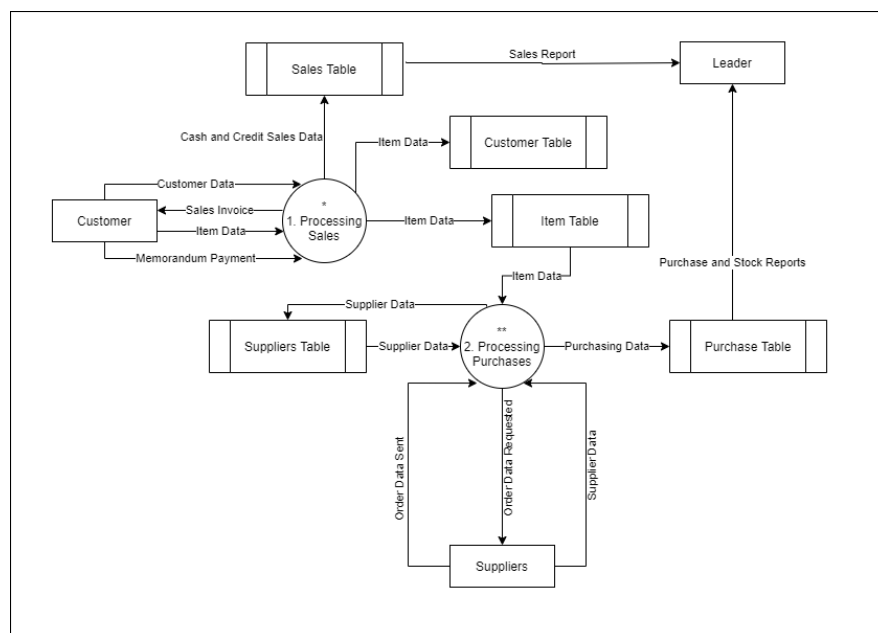 Sales Report
Sales Table
Leader
Cash and Credit Sales Data
Item Data
Customer Table
Customer Data
*
Sales Invoice
Customer
1. Processing
Sales
Item Data
Item Data
Item Table
Memorandum Payment
Purchase and Stock Reports
Item Data
Supplier Data
**
Suppliers Table
Supplier Data
2. Processing
Purchases
Purchasing Data
Purchase Table
Order Data Sent
Order Data Requested
Supplier Data
Suppliers